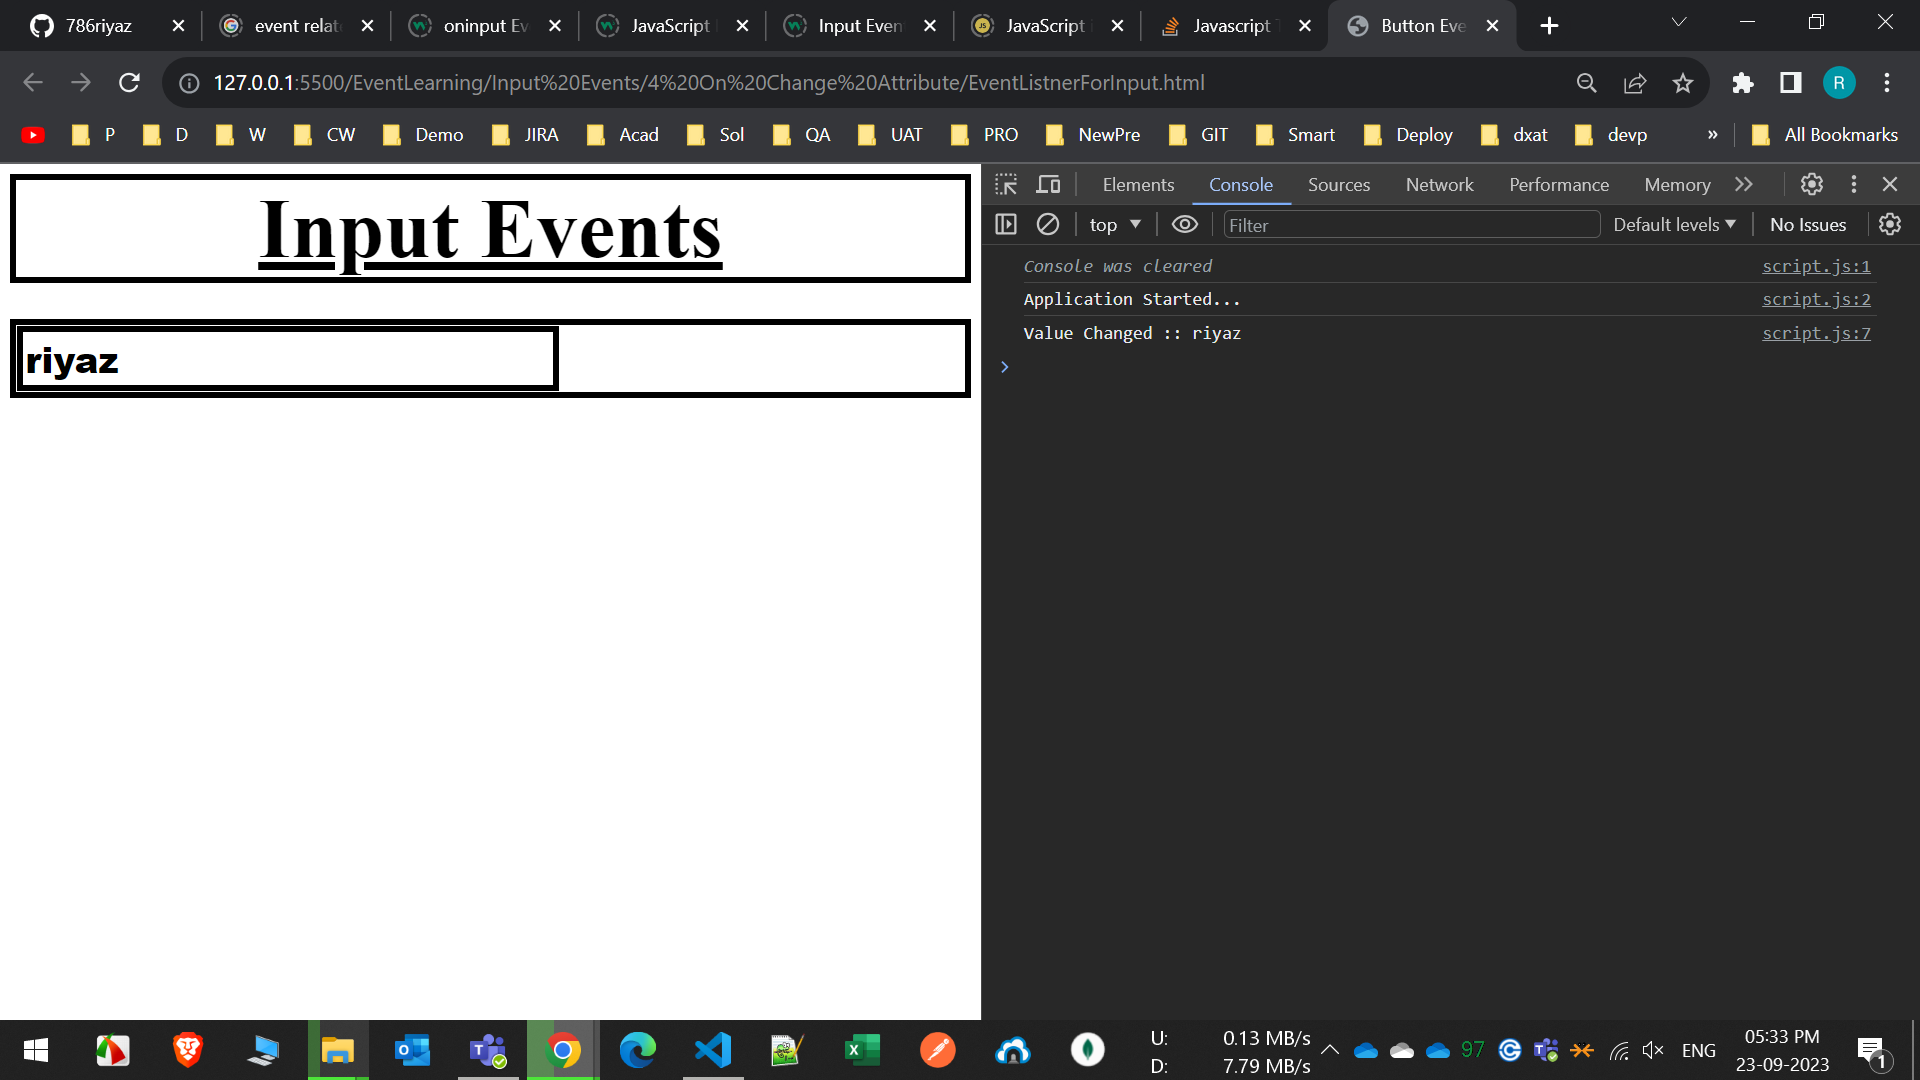 786riyaz
event relat
oninput Ev
JavaScript
Input Even
JavaScript i
Javascript T
Button Eve
127.0.0.1:5500/EventLearning/Input%20Events/4%20On%20Change%20Attribute/EventListnerForInput.html
R
P D W CW Demo JIRA Acad Sol QA UAT PRO NewPre GIT Smart Deploy dxat devp » All Bookmarks
Input Events
riyaz
Elements Console Sources Network Performance Memory
top Filter Default levels No Issues
Console was cleared script.js:1
Application Started... script.js:2
Value Changed :: riyaz script.js:7
U: 0.13 MB/s
D: 7.79 MB/s
97
ENG
05:33 PM
23-09-2023
1